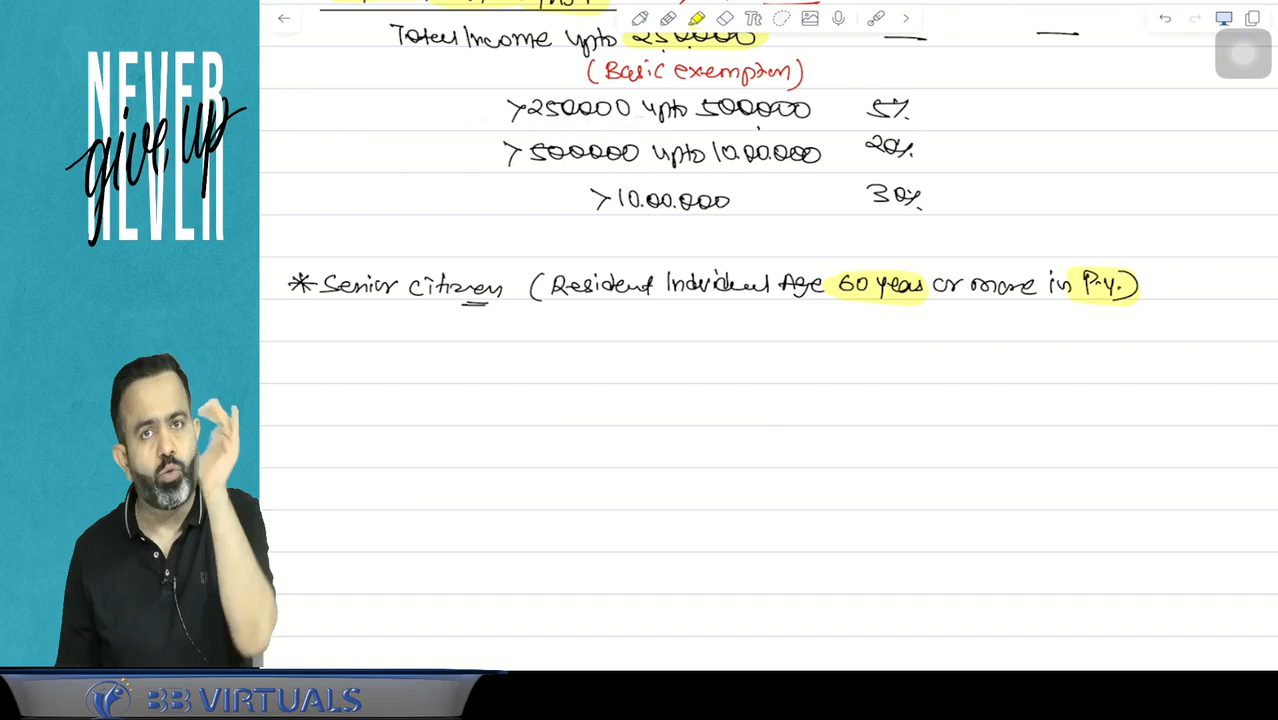 NEVER
give up
NEVER
Total Income upto 250000
(Basic exemption)
>250000 upto 500000 5%
>500000 upto 10.00.000 20%
>10.00.000 30%
*Senior citizen (Resident Individual Age 60 years or more in P.Y.)
Tt
BB VIRTUALS